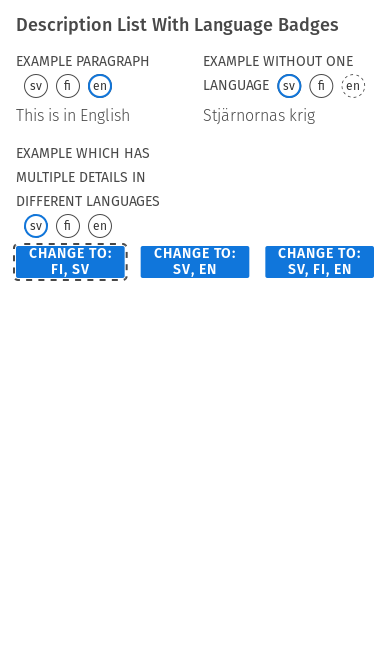 Description List With Language Badges
EXAMPLE PARAGRAPH
sv fi en
This is in English
EXAMPLE WITHOUT ONE
LANGUAGE sv fi en
Stjärnornas krig
EXAMPLE WHICH HAS
MULTIPLE DETAILS IN
DIFFERENT LANGUAGES
sv fi en
CHANGE TO:
FI, SV
CHANGE TO:
SV, EN
CHANGE TO:
SV, FI, EN